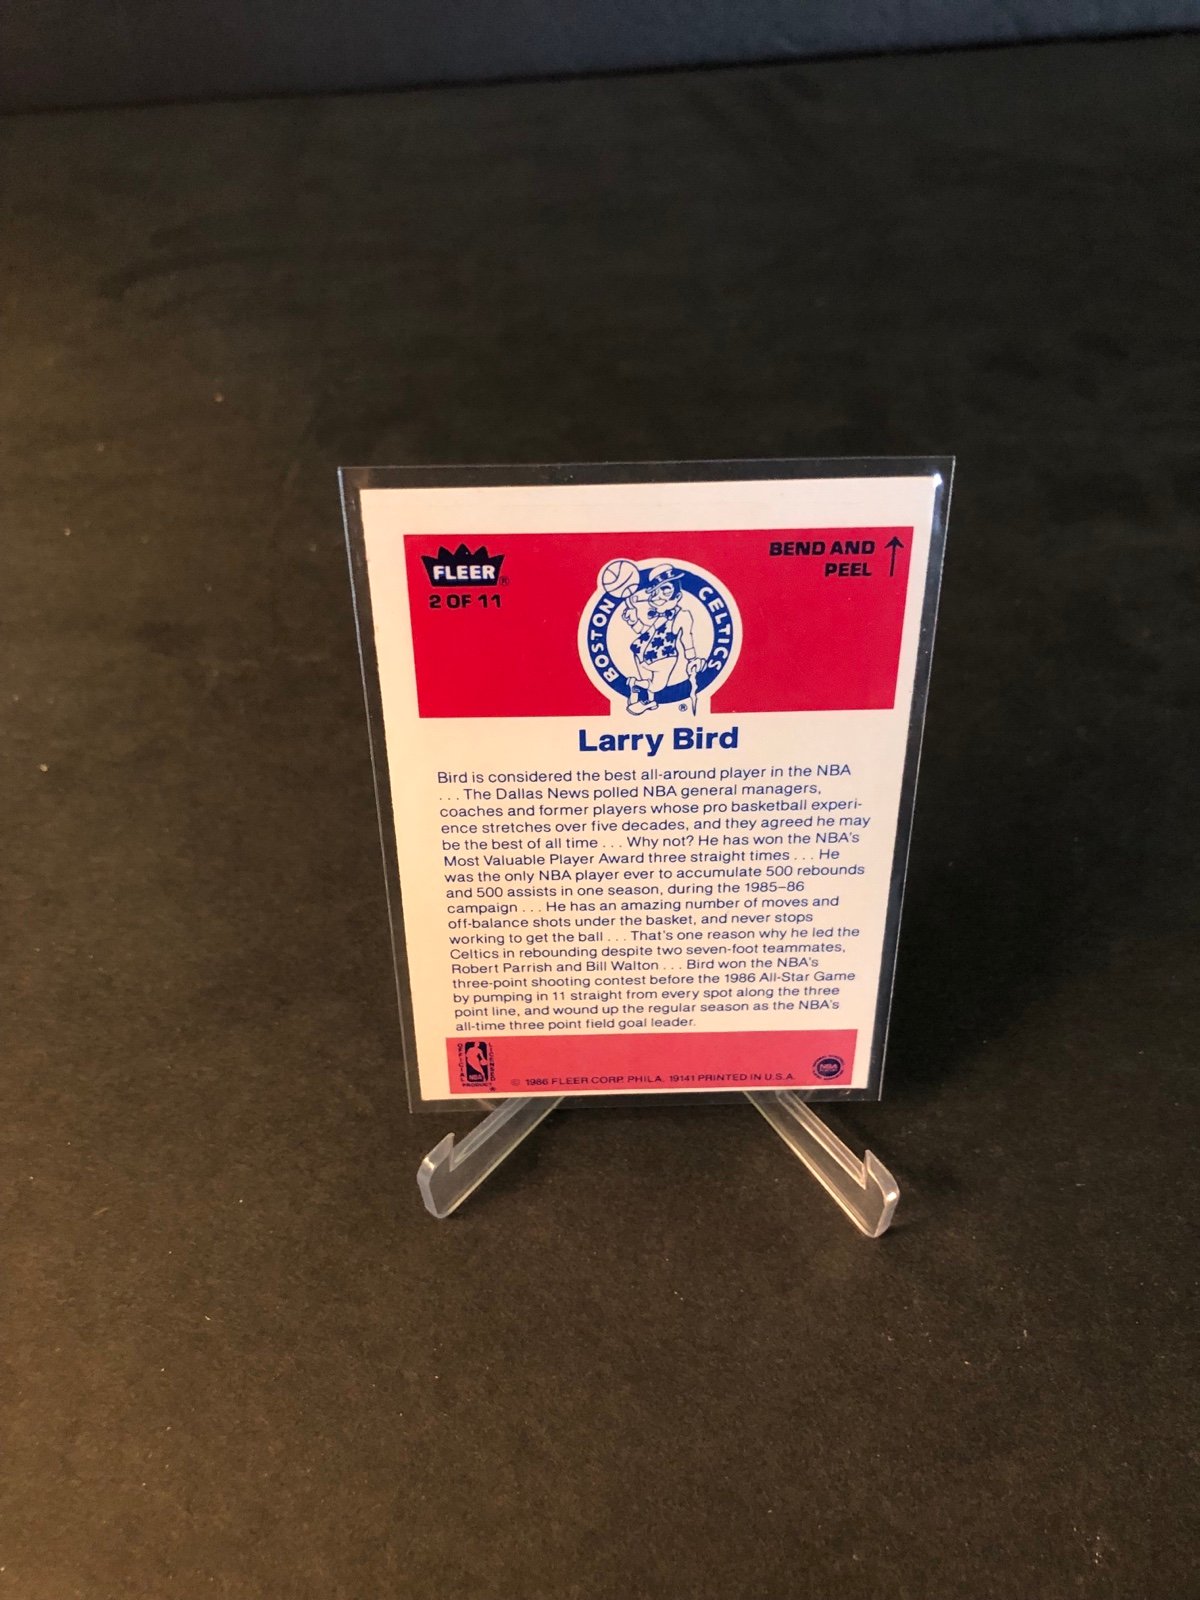 FLEER®
2 OF 11
BEND AND
PEEL
BOSTON CELTICS
®
Larry Bird
Bird is considered the best all-around player in the NBA
. . . The Dallas News polled NBA general managers,
coaches and former players whose pro basketball experi-
ence stretches over five decades, and they agreed he may
be the best of all time . . . Why not? He has won the NBA's
Most Valuable Player Award three straight times . . . He
was the only NBA player ever to accumulate 500 rebounds
and 500 assists in one season, during the 1985–86
campaign . . . He has an amazing number of moves and
off-balance shots under the basket, and never stops
working to get the ball . . . That's one reason why he led the
Celtics in rebounding despite two seven-foot teammates,
Robert Parrish and Bill Walton . . . Bird won the NBA's
three-point shooting contest before the 1986 All-Star Game
by pumping in 11 straight from every spot along the three
point line, and wound up the regular season as the NBA's
all-time three point field goal leader.
OFFICIAL LICENSED
NBA
PRODUCT
© 1986 FLEER CORP. PHILA. 19141 PRINTED IN U.S.A.
NBA